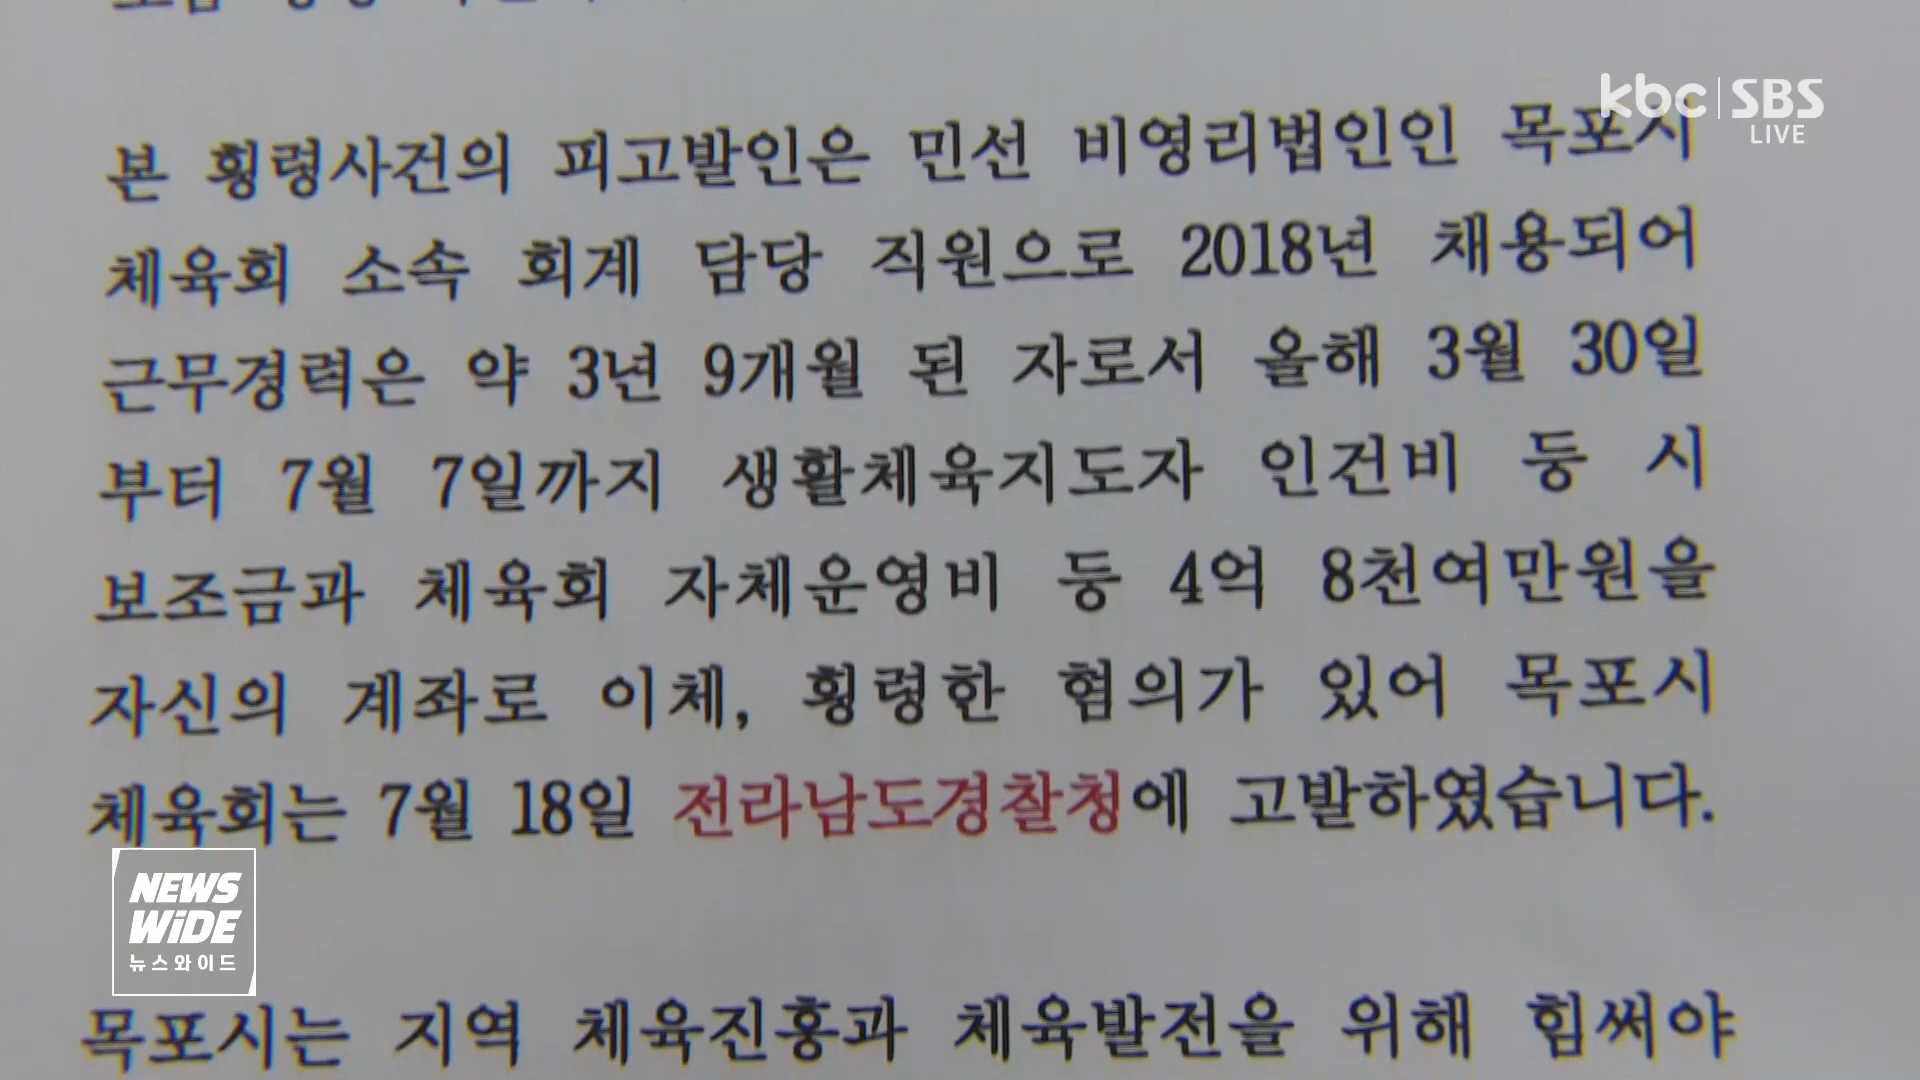 kbc SBS
LIVE
본 횡령사건의 피고발인은 민선 비영리법인인 목포시
체육회 소속 회계 담당 직원으로 2018년 채용되어
근무경력은 약 3년 9개월 된 자로서 올해 3월 30일
부터 7월 7일까지 생활체육지도자 인건비 등 시
보조금과 체육회 자체운영비 등 4억 8천여만원을
자신의 계좌로 이체, 횡령한 혐의가 있어 목포시
체육회는 7월 18일 전라남도경찰청에 고발하였습니다.
NEWS
WiDE
뉴스와이드
목포시는 지역 체육진흥과 체육발전을 위해 힘써야